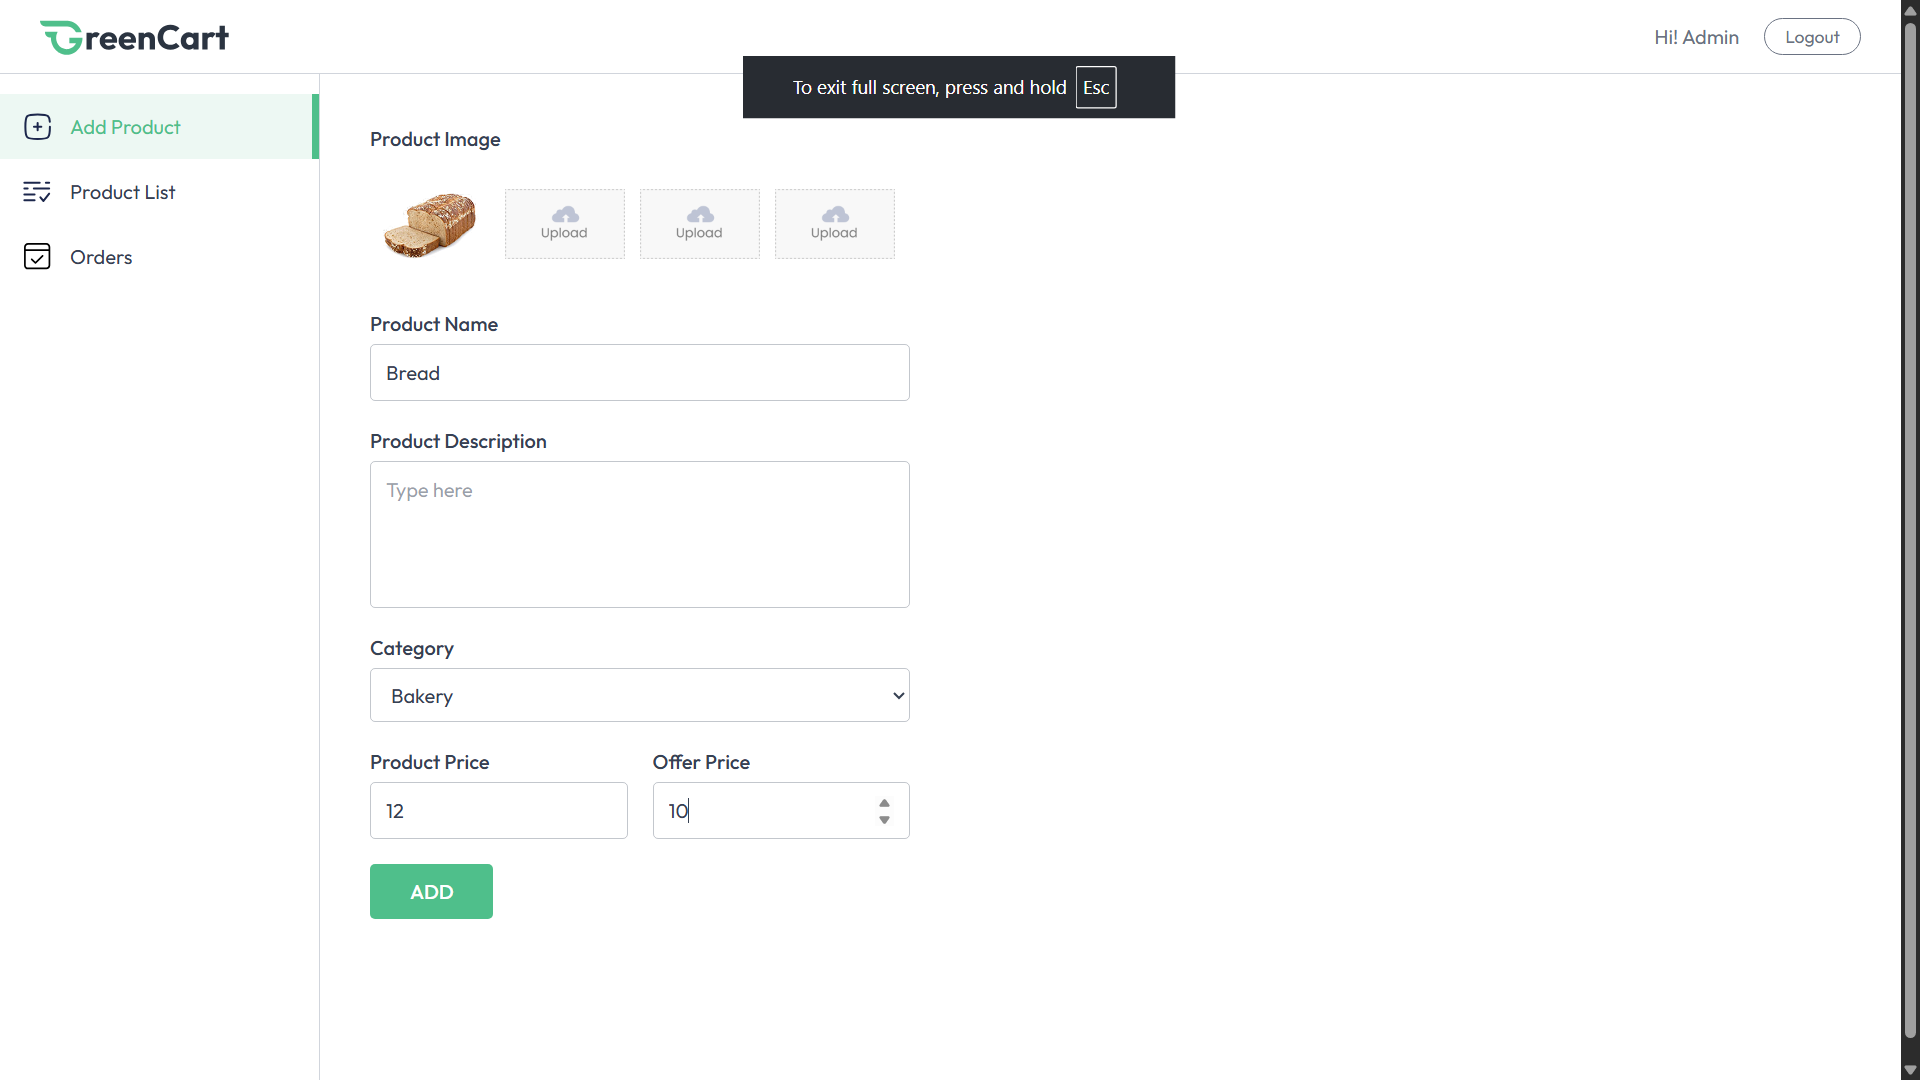 GreenCart
Hi! Admin
Logout
To exit full screen, press and hold Esc
Add Product
Product List
Orders
Product Image
Upload
Upload
Upload
Product Name
Bread
Product Description
Type here
Category
Bakery
Product Price
Offer Price
12
10
ADD